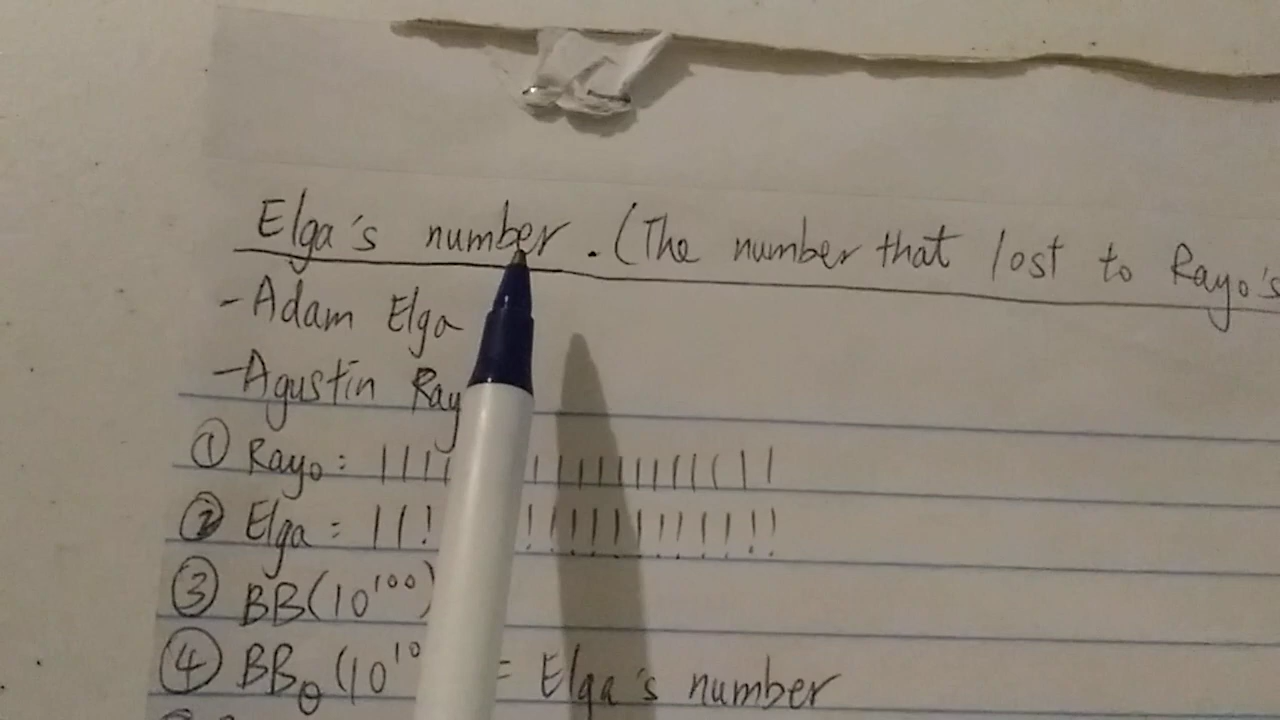 Elga's number. (The number that lost to Rayo's
- Adam Elga
- Agustin Ray
① Rayo: ||||||||||||||||
② Elga: ||!!!!!!!!!!!!!!
③ BB(10¹⁰⁰)
④ BB₀(10¹⁰ = Elga's number